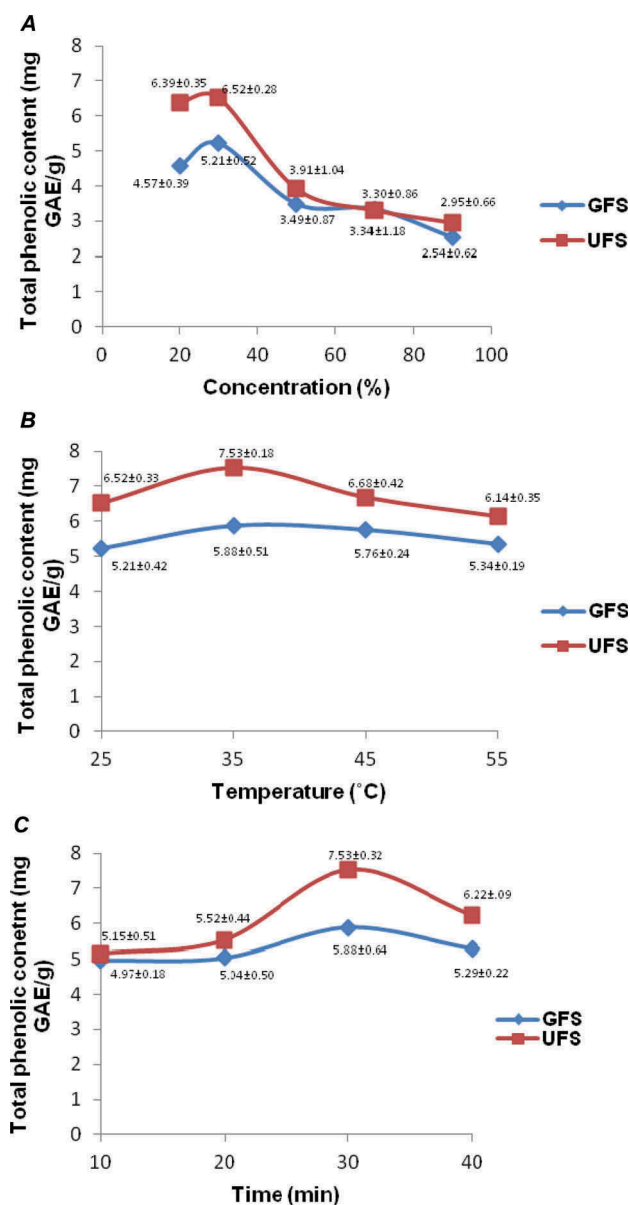 A
Total phenolic content (mg
GAE/g)
8
7
6
5
4
3
2
1
0
6.39±0.35
6.52±0.28
4.57±0.39
5.21±0.52
3.91±1.04
3.49±0.87
3.30±0.86
3.34±1.18
2.95±0.66
2.54±0.62
GFS
UFS
0 20 40 60 80 100
Concentration (%)
B
Total phenolic content (mg
GAE/g)
8
7
6
5
4
3
2
1
0
6.52±0.33
7.53±0.18
6.68±0.42
6.14±0.35
5.21±0.42
5.88±0.51
5.76±0.24
5.34±0.19
GFS
UFS
25 35 45 55
Temperature (˚C)
C
Total phenolic conetnt (mg
GAE/g)
8
7
6
5
4
3
2
1
0
5.15±0.51
5.52±0.44
7.53±0.32
6.22±.09
4.97±0.18
5.04±0.50
5.88±0.64
5.29±0.22
GFS
UFS
10 20 30 40
Time (min)